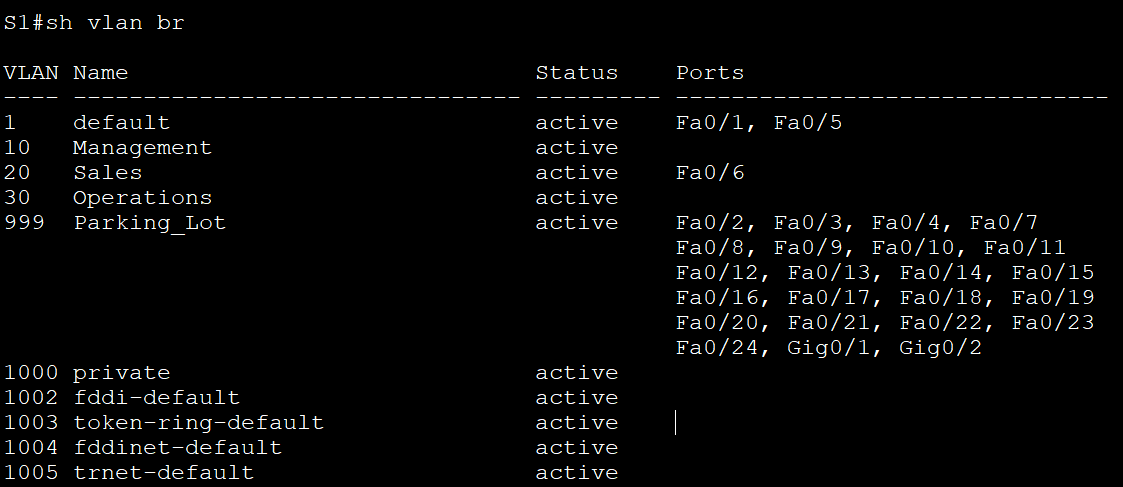 S1#sh vlan br
VLAN Name                             Status    Ports
---- -------------------------------- --------- -------------------------------
1    default                          active    Fa0/1, Fa0/5
10   Management                       active
20   Sales                            active    Fa0/6
30   Operations                       active
999  Parking_Lot                      active    Fa0/2, Fa0/3, Fa0/4, Fa0/7
                                                Fa0/8, Fa0/9, Fa0/10, Fa0/11
                                                Fa0/12, Fa0/13, Fa0/14, Fa0/15
                                                Fa0/16, Fa0/17, Fa0/18, Fa0/19
                                                Fa0/20, Fa0/21, Fa0/22, Fa0/23
                                                Fa0/24, Gig0/1, Gig0/2
1000 private                          active
1002 fddi-default                     active
1003 token-ring-default               active
1004 fddinet-default                  active
1005 trnet-default                    active